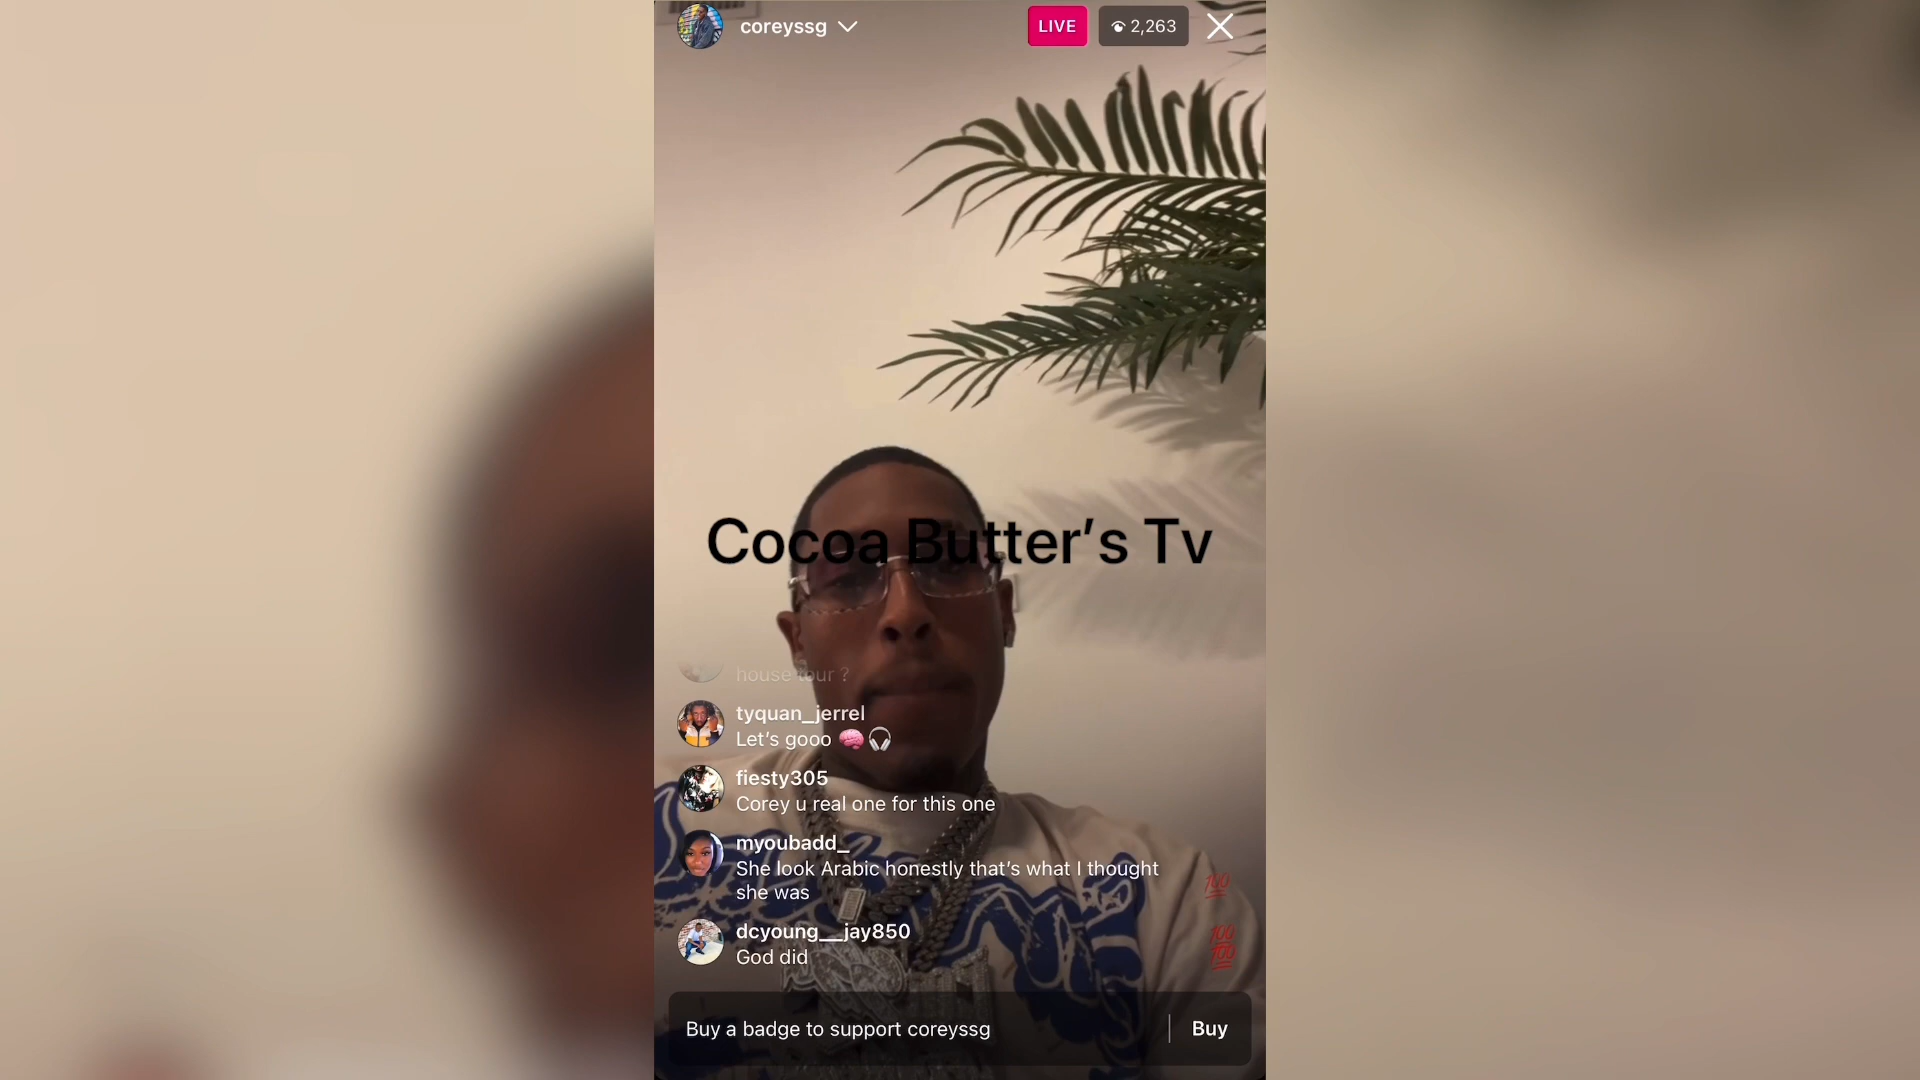 coreyssg
LIVE
2,263
Cocoa Butter's Tv
house tour ?
tyquan_jerrel
Let's gooo 🧠🎧
fiesty305
Corey u real one for this one
myoubadd_
She look Arabic honestly that's what I thought
she was
💯
💯
💯
dcyoung__jay850
God did
Buy a badge to support coreyssg
Buy